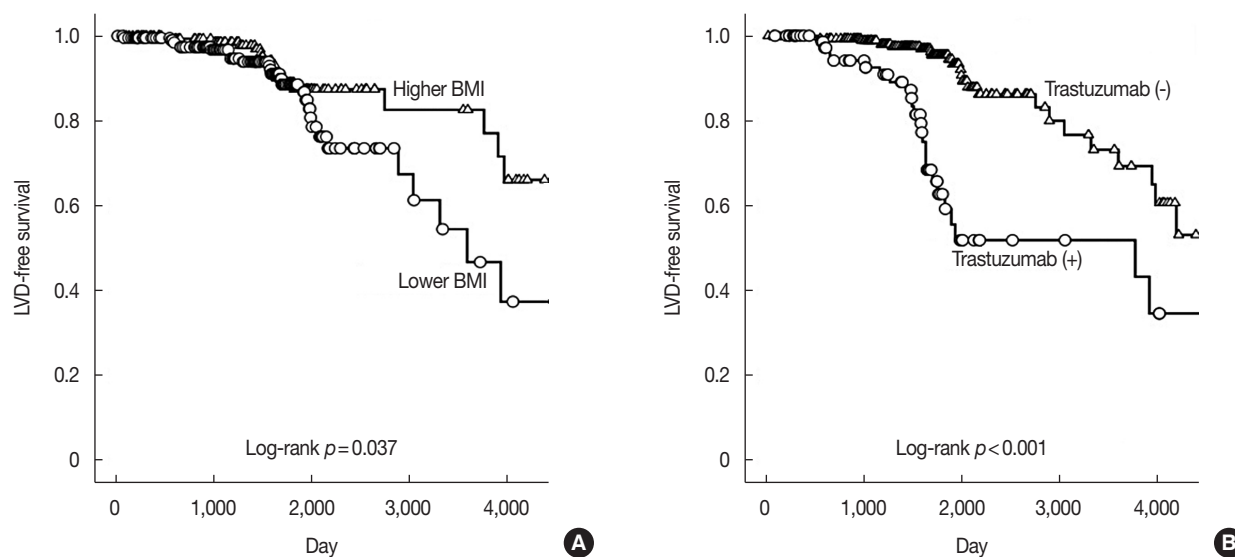 1.0
0.8
0.6
0.4
0.2
0
LVD-free survival
Higher BMI
Lower BMI
Log-rank p=0.037
0 1,000 2,000 3,000 4,000
Day
A
1.0
0.8
0.6
0.4
0.2
0
LVD-free survival
Trastuzumab (-)
Trastuzumab (+)
Log-rank p<0.001
0 1,000 2,000 3,000 4,000
Day
B